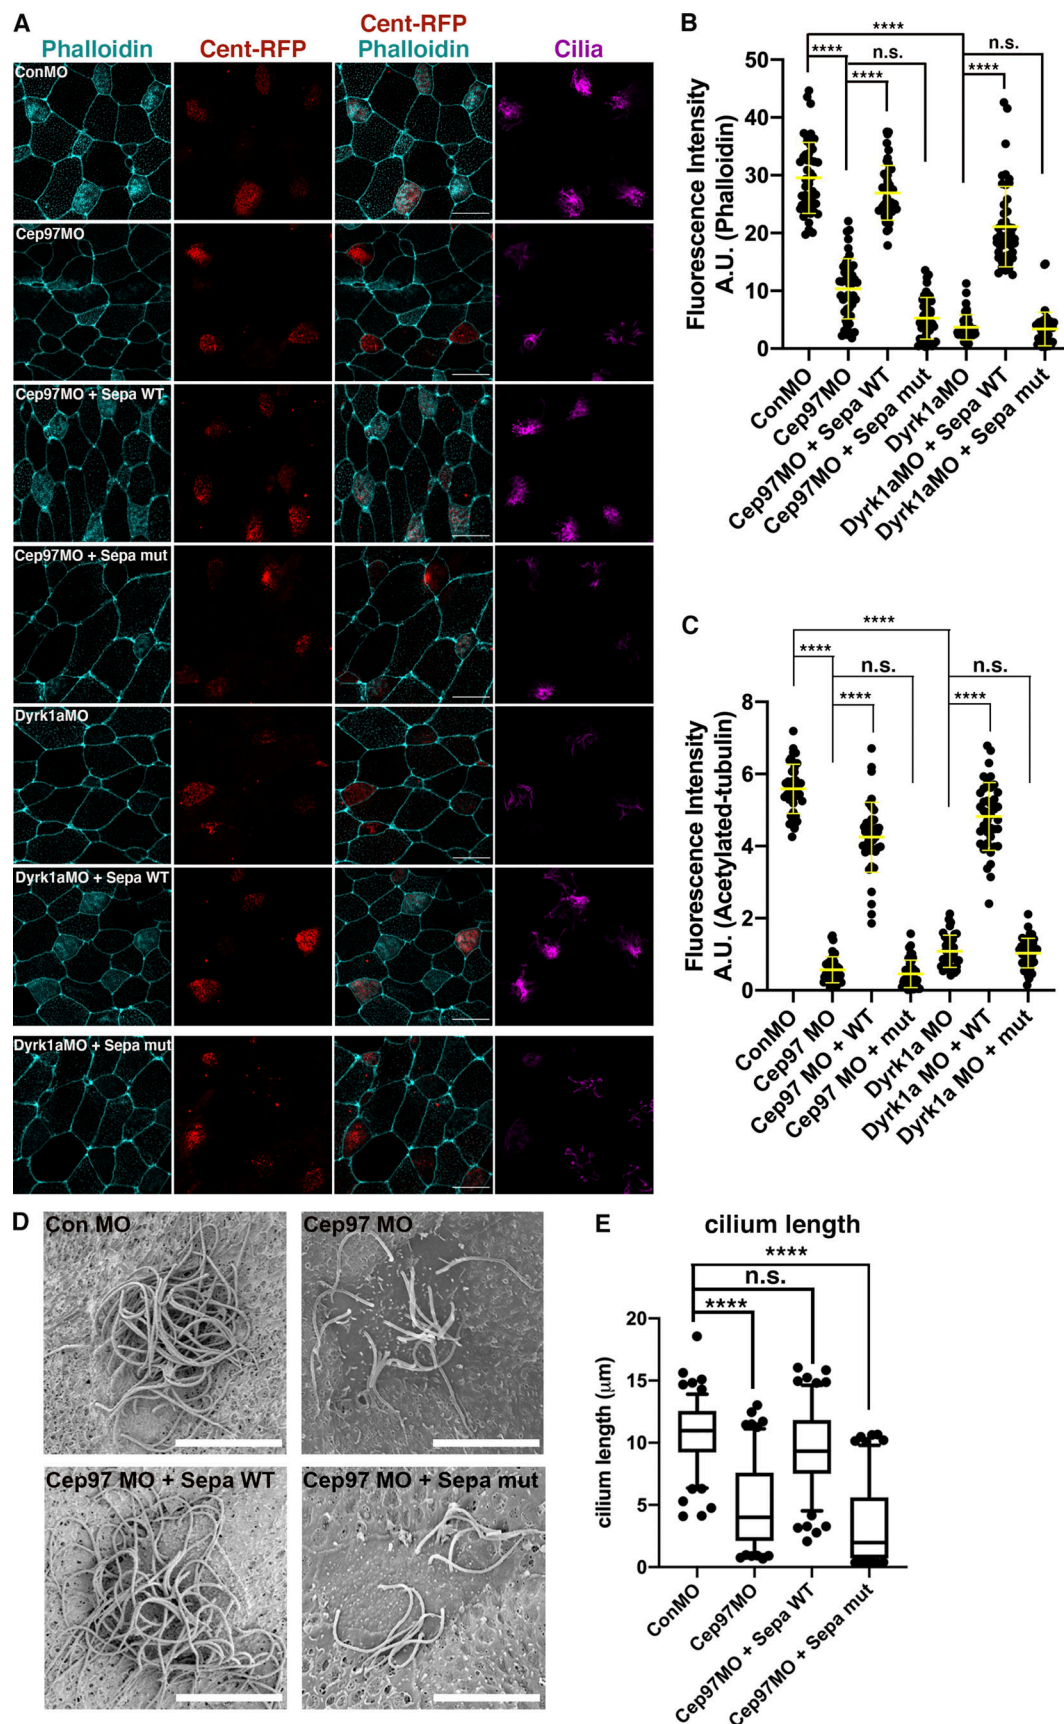 A
Phalloidin
Cent-RFP
Cent-RFP
Phalloidin
Cilia
ConMO
Cep97MO
Cep97MO + Sepa WT
Cep97MO + Sepa mut
Dyrk1aMO
Dyrk1aMO + Sepa WT
Dyrk1aMO + Sepa mut
B
****
**** n.s. n.s.
**** ****
Fluorescence Intensity
A.U. (Phalloidin)
50
40
30
20
10
0
ConMO
Cep97MO
Cep97MO + Sepa WT
Cep97MO + Sepa mut
Dyrk1aMO
Dyrk1aMO + Sepa WT
Dyrk1aMO + Sepa mut
C
****
**** n.s. n.s.
**** ****
Fluorescence Intensity
A.U. (Acetylated-tubulin)
8
6
4
2
0
ConMO
Cep97 MO
Cep97 MO + WT
Cep97 MO + mut
Dyrk1a MO
Dyrk1a MO + WT
Dyrk1a MO + mut
D
Con MO
Cep97 MO
Cep97 MO + Sepa WT
Cep97 MO + Sepa mut
E
cilium length
****
n.s.
****
cilium length (μm)
20
15
10
5
0
ConMO
Cep97MO
Cep97MO + Sepa WT
Cep97MO + Sepa mut